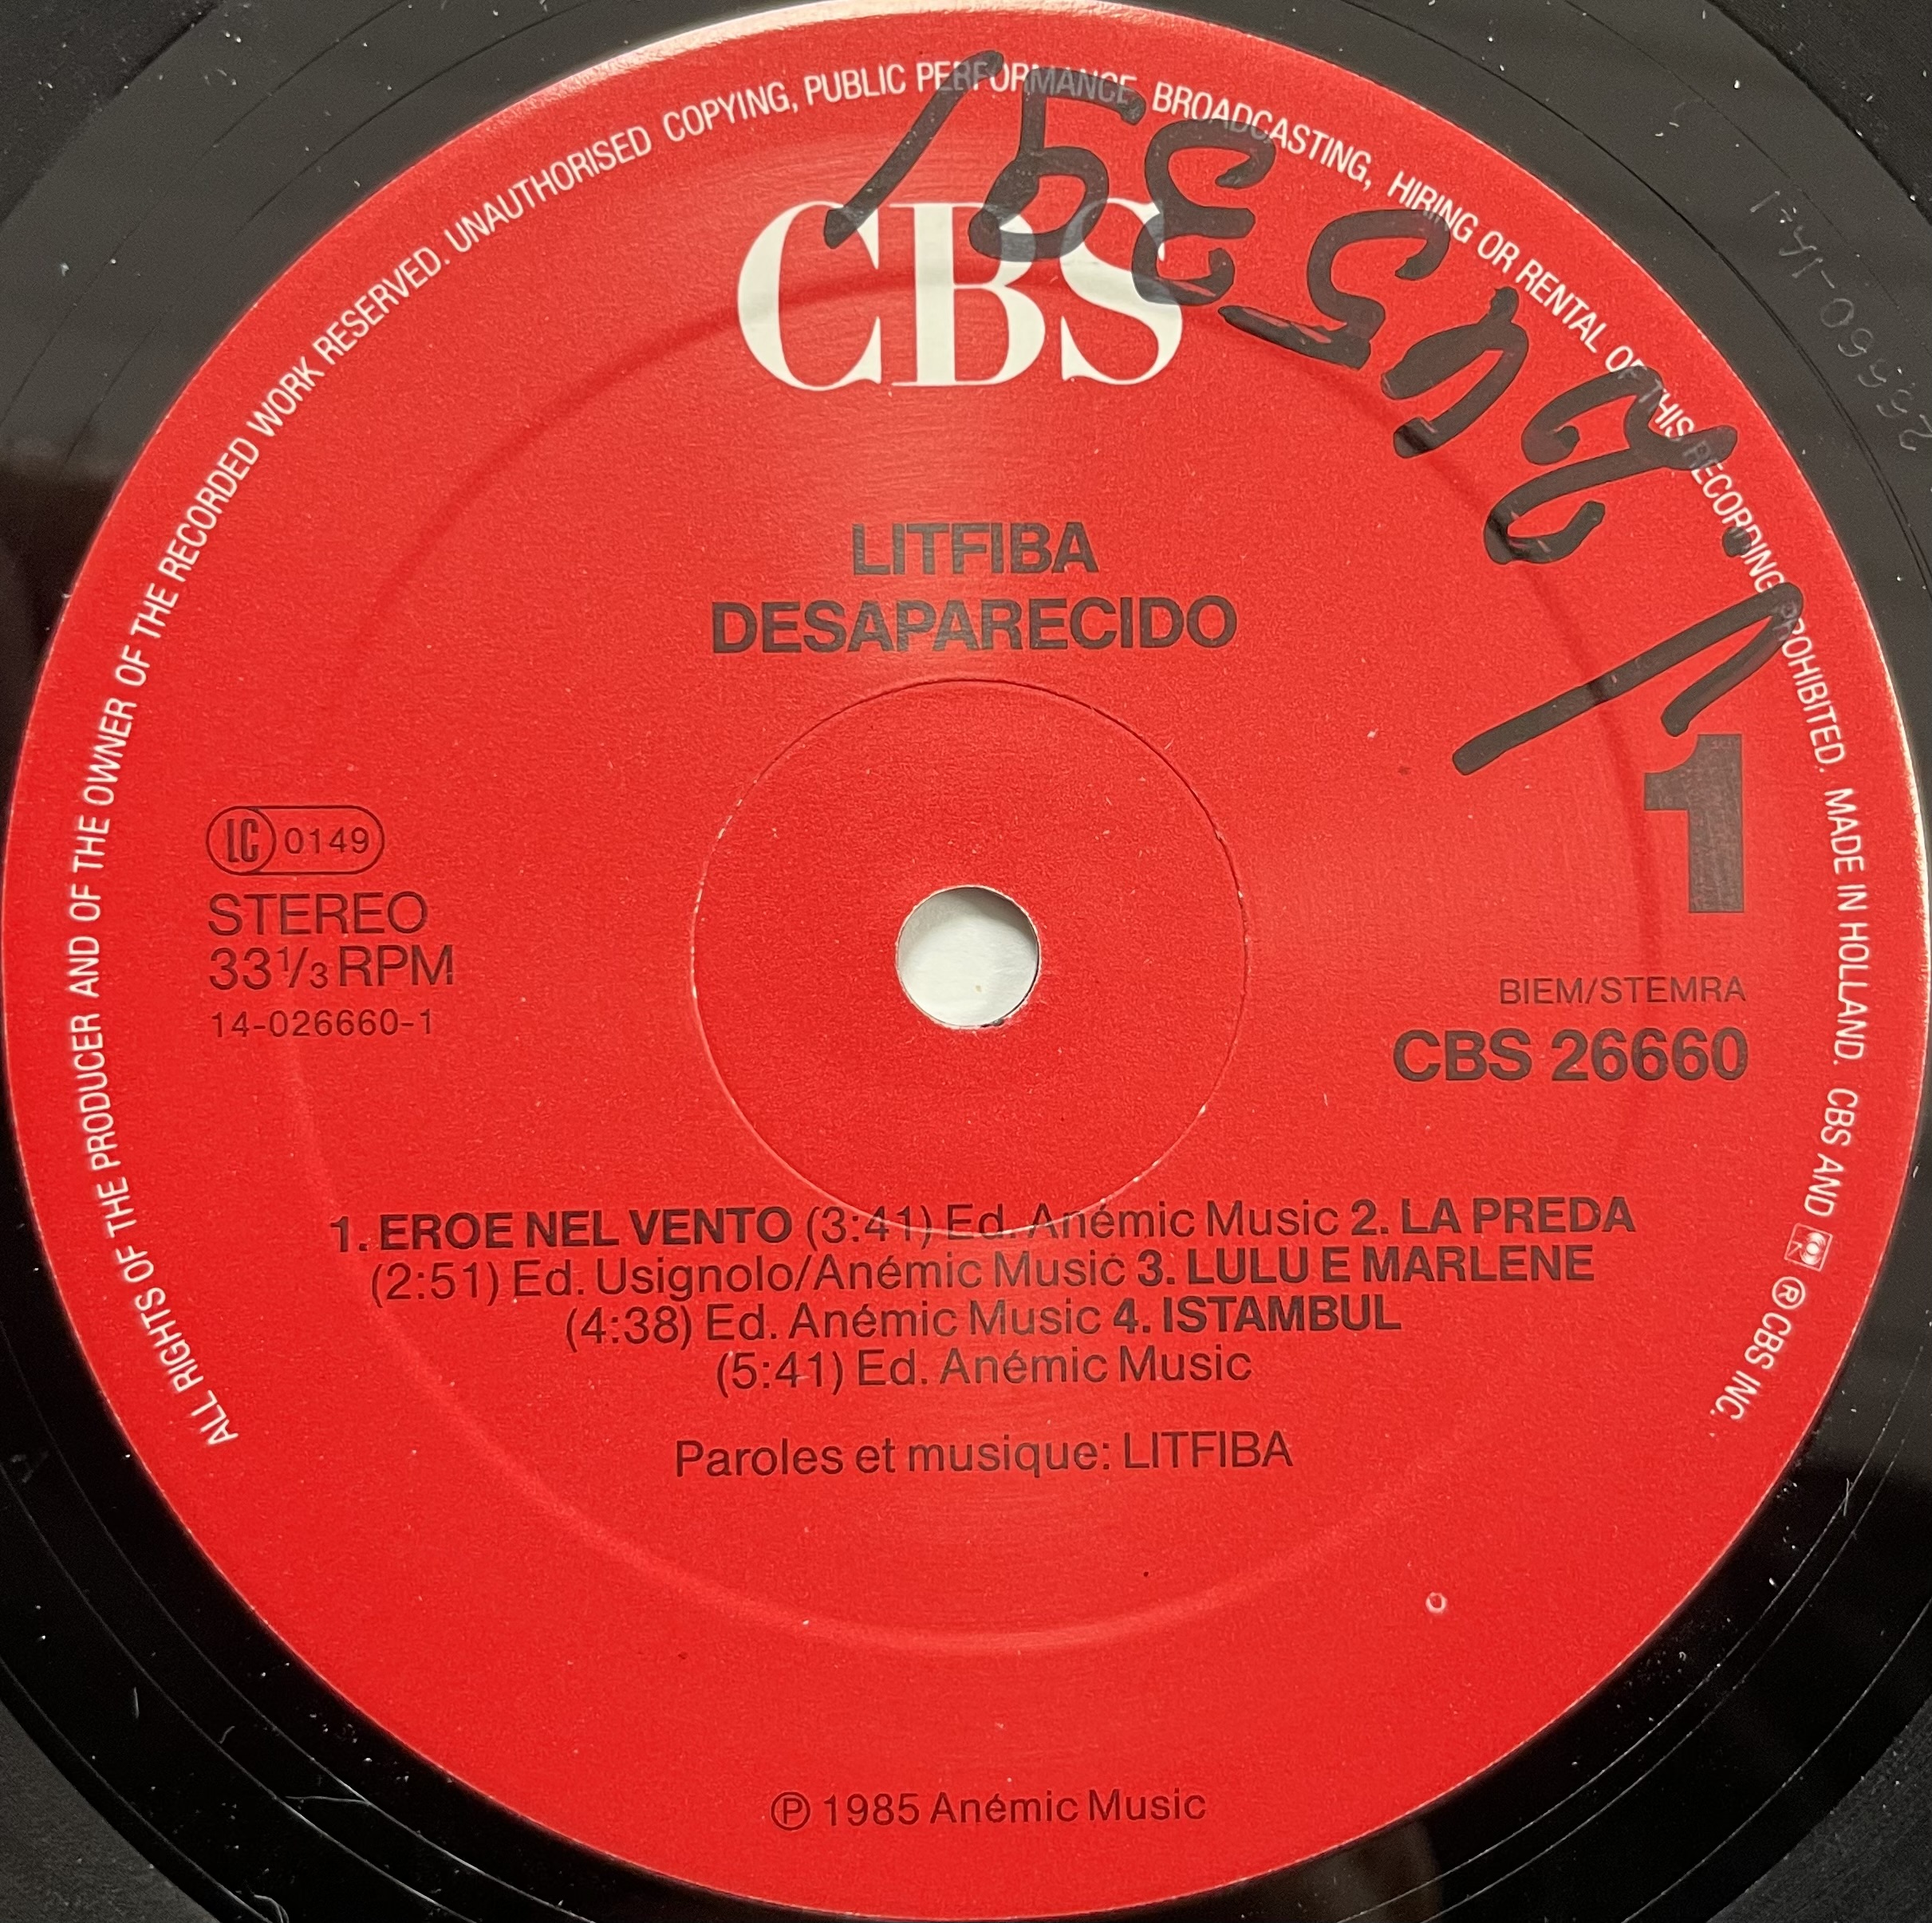 ALL RIGHTS OF THE PRODUCER AND OF THE OWNER OF THE RECORDED WORK RESERVED. UNAUTHORISED COPYING, PUBLIC PERFORMANCE, BROADCASTING, HIRING OR RENTAL OF THIS RECORDING PROHIBITED. MADE IN HOLLAND. CBS AND ® CBS INC.
CBS
LITFIBA
DESAPARECIDO
LC 0149
STEREO
33 1/3 RPM
14-026660-1
1
BIEM/STEMRA
CBS 26660
1. EROE NEL VENTO (3:41) Ed. Anémic Music 2. LA PREDA
(2:51) Ed. Usignolo/Anémic Music 3. LULU E MARLENE
(4:38) Ed. Anémic Music 4. ISTAMBUL
(5:41) Ed. Anémic Music
Paroles et musique: LITFIBA
℗ 1985 Anémic Music